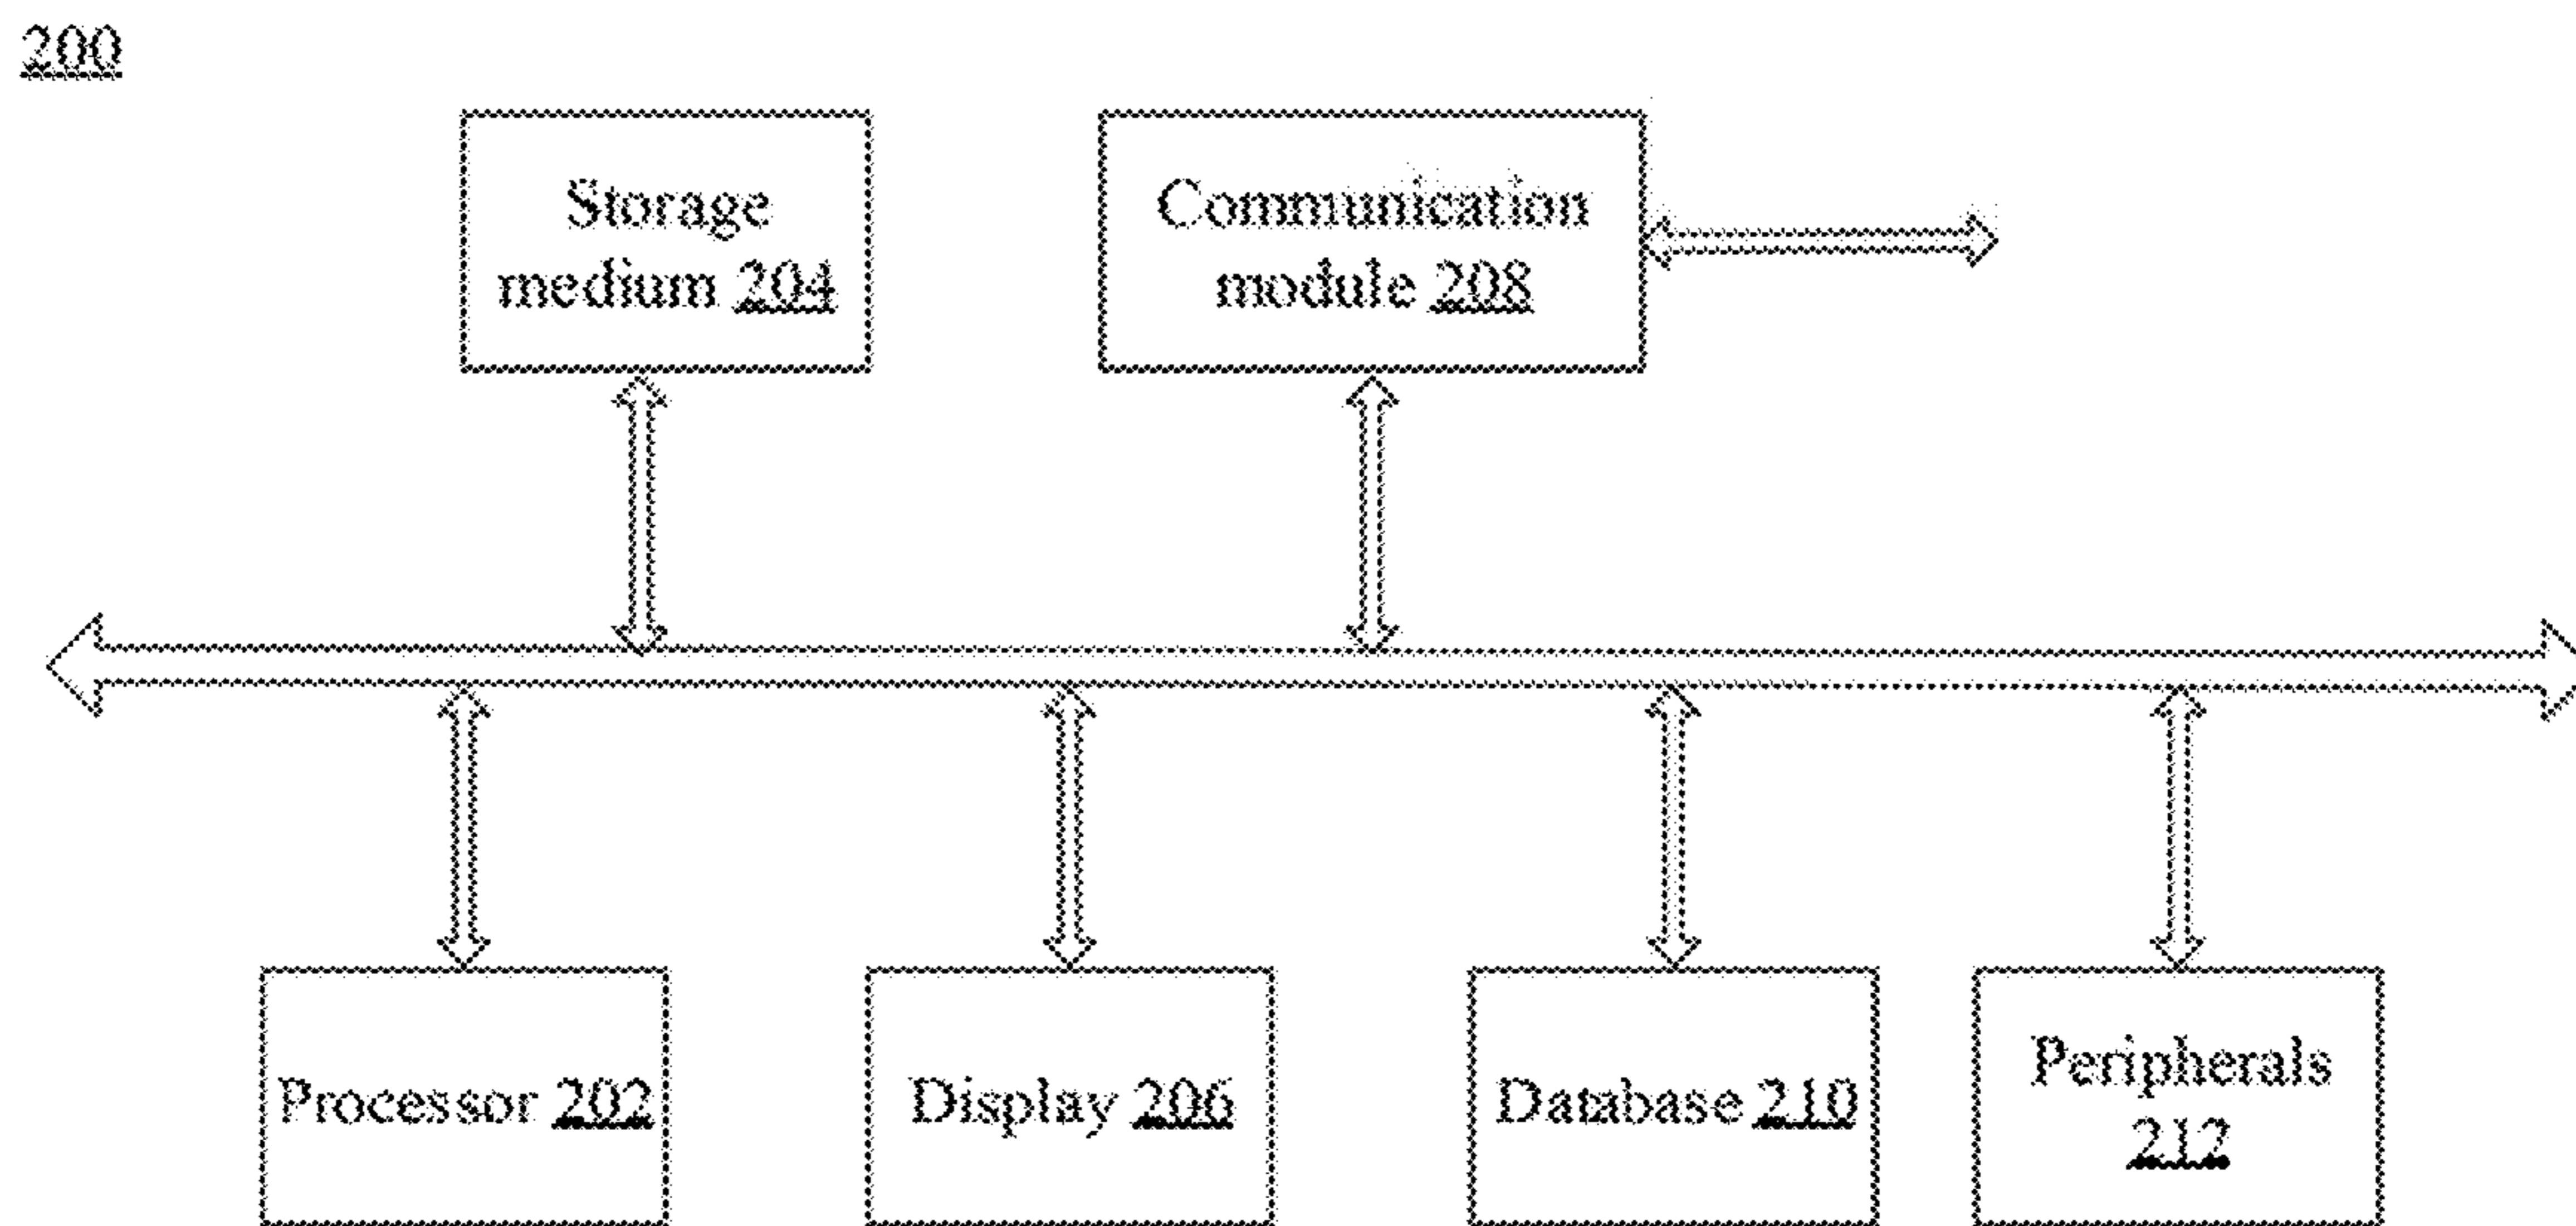 200
Storage
medium 204
Communication
module 208
Processor 202
Display 206
Database 210
Peripherals
212